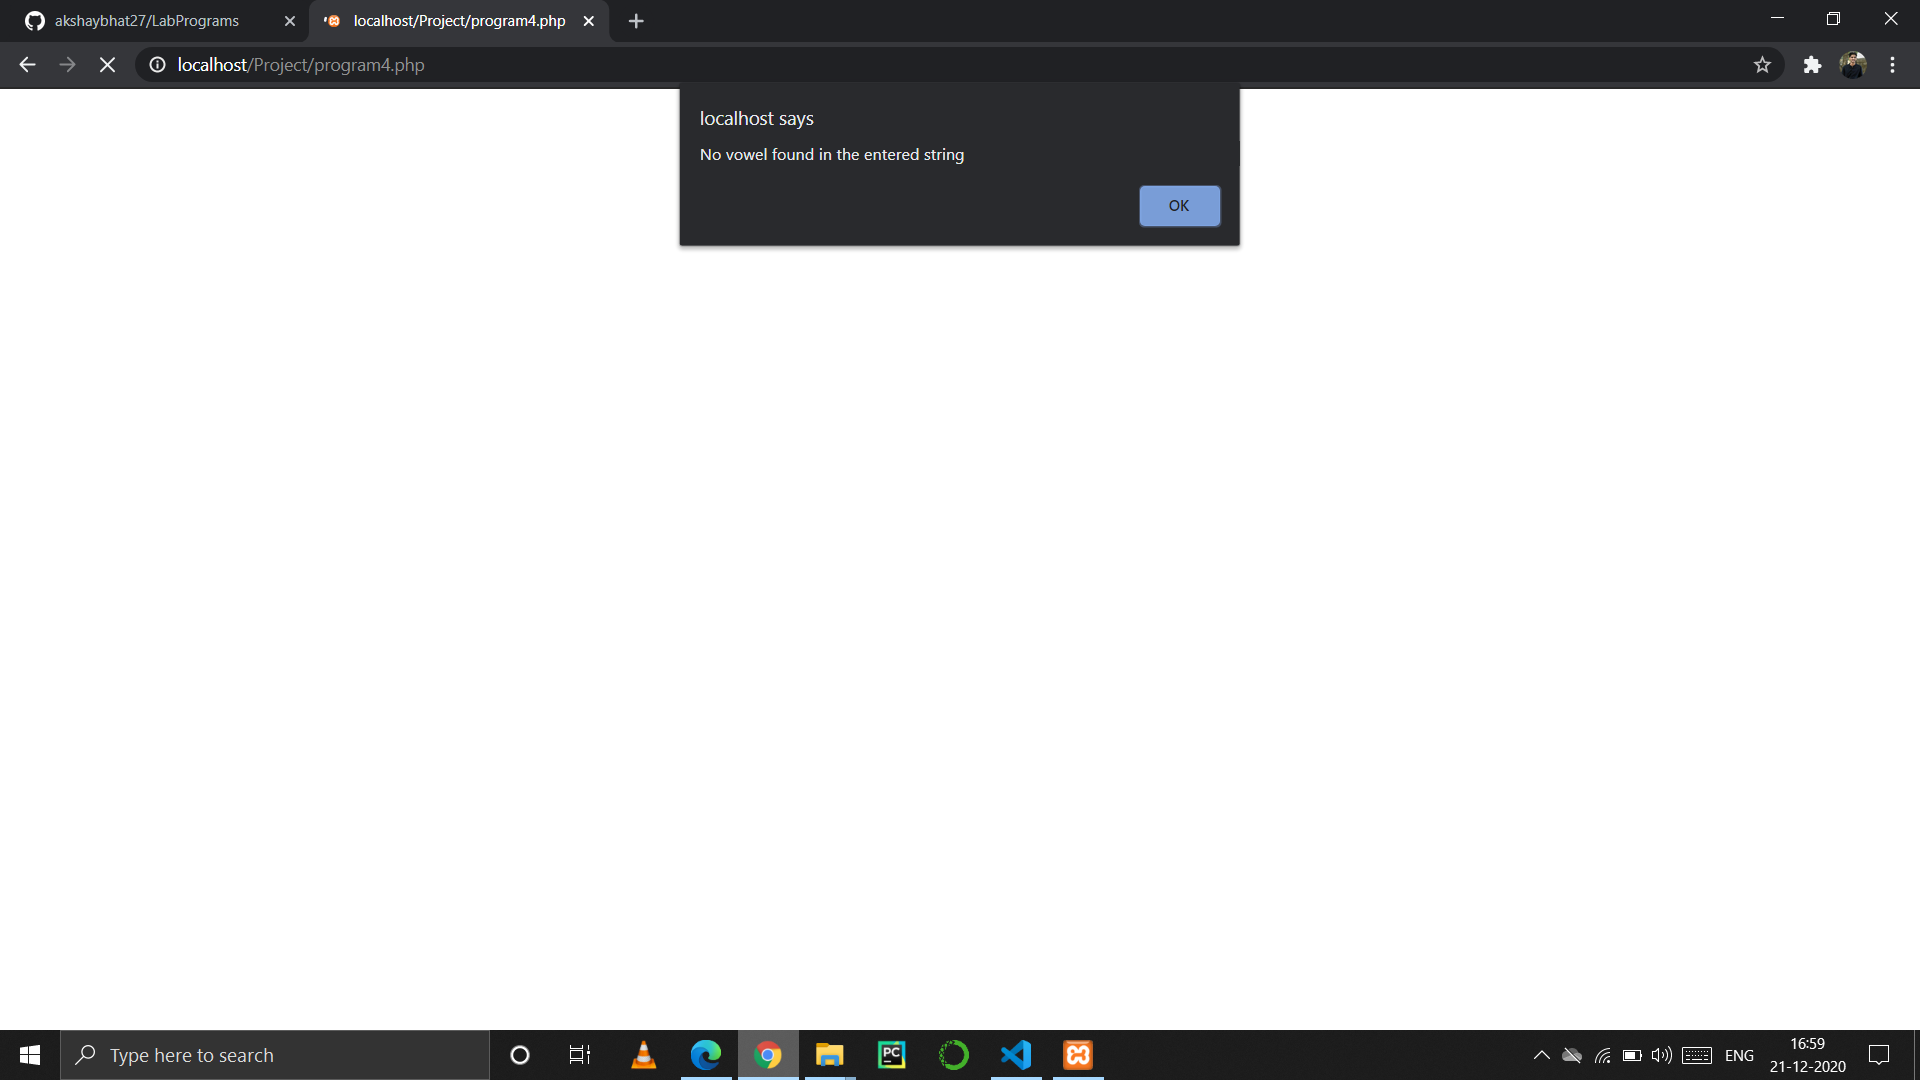 akshaybhat27/LabPrograms
localhost/Project/program4.php
localhost/Project/program4.php
localhost says
No vowel found in the entered string
OK
Type here to search
PC
ENG
16:59
21-12-2020